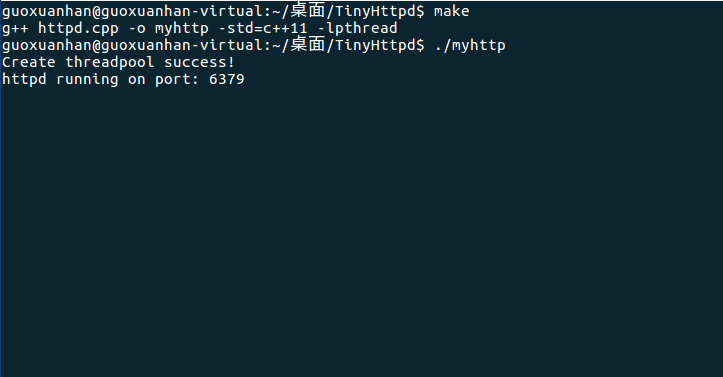 guoxuanhan@guoxuanhan-virtual:~/桌面/TinyHttpd$ make
g++ httpd.cpp -o myhttp -std=c++11 -lpthread
guoxuanhan@guoxuanhan-virtual:~/桌面/TinyHttpd$ ./myhttp
Create threadpool success!
httpd running on port: 6379